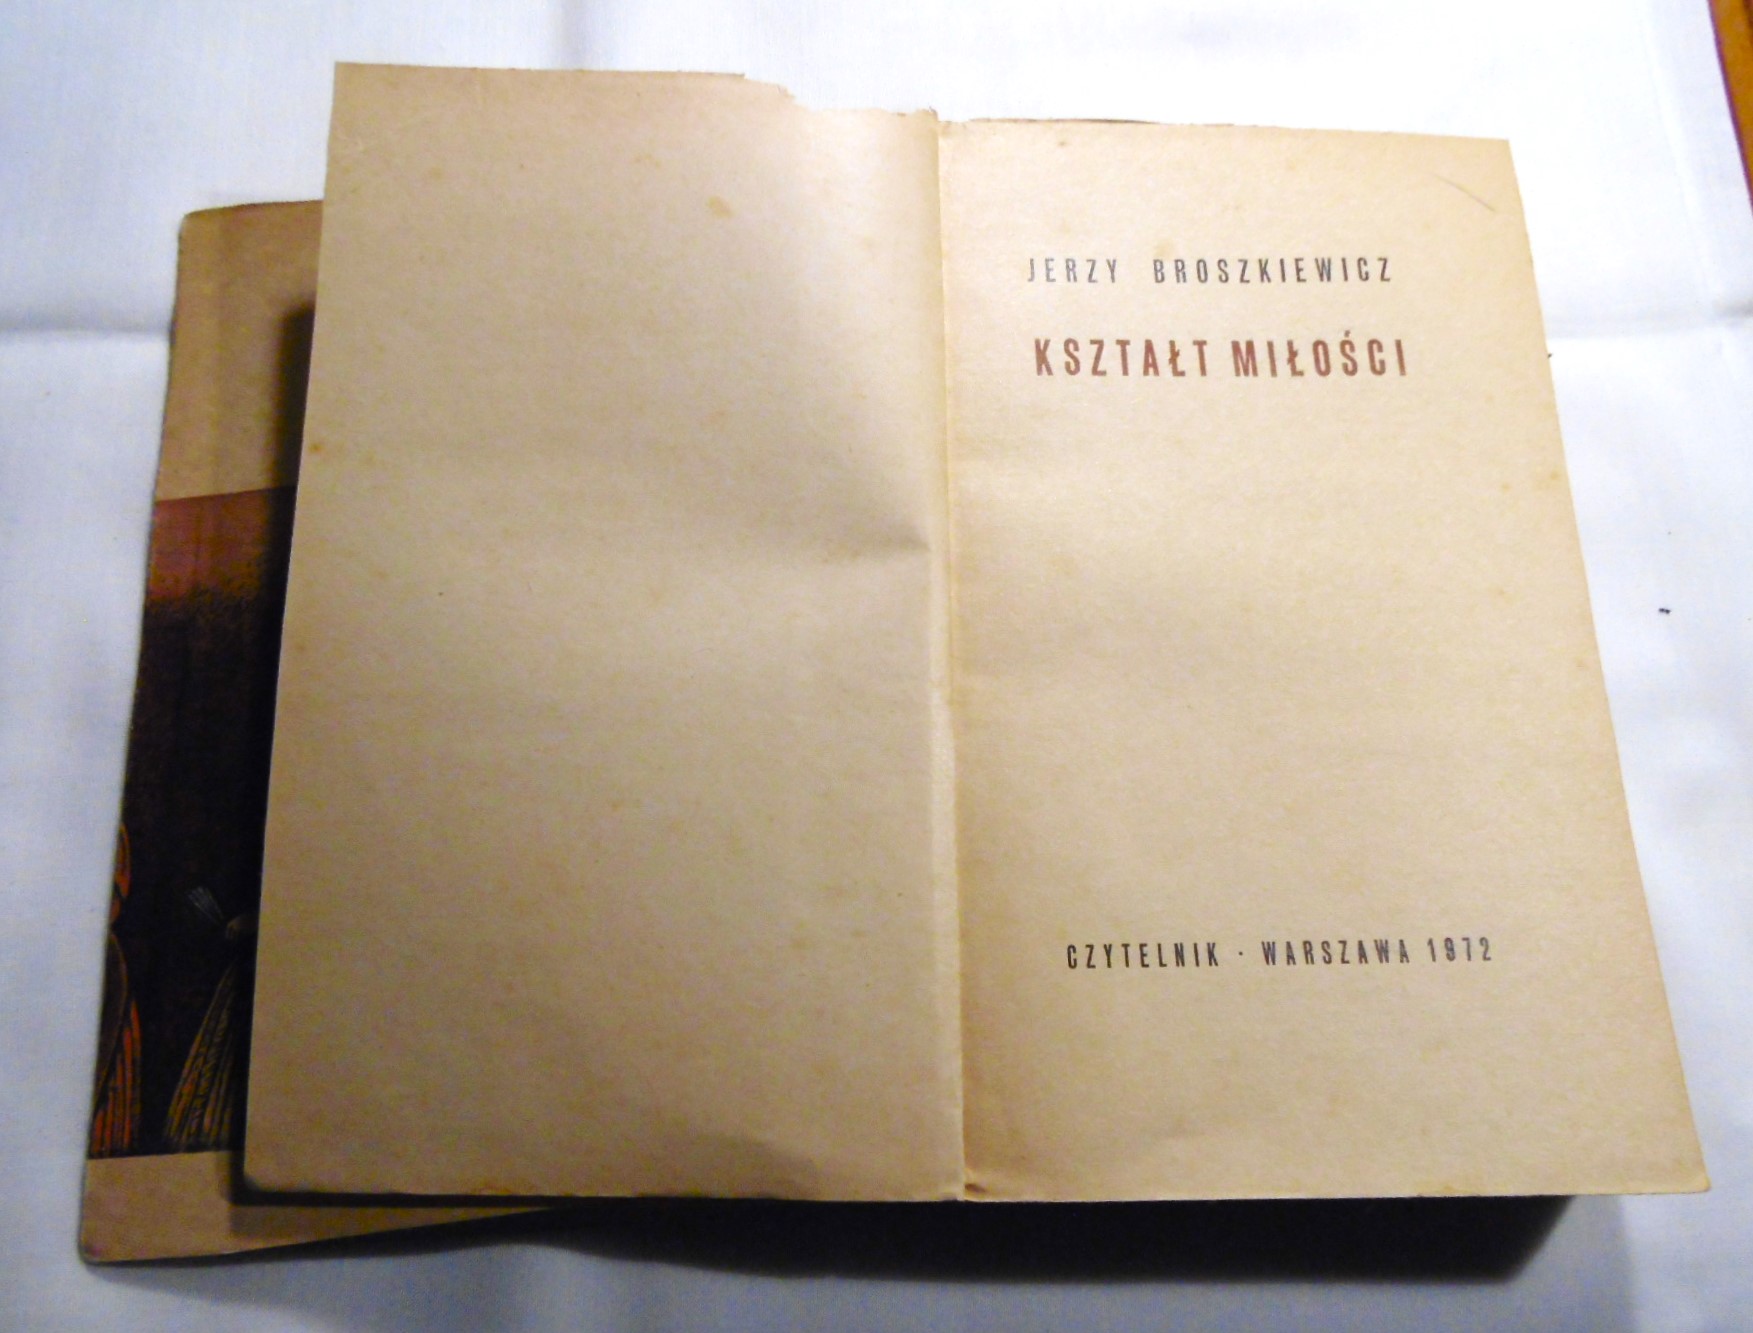 JERZY BROSZKIEWICZ
KSZTAŁT MIŁOŚCI
CZYTELNIK · WARSZAWA 1972